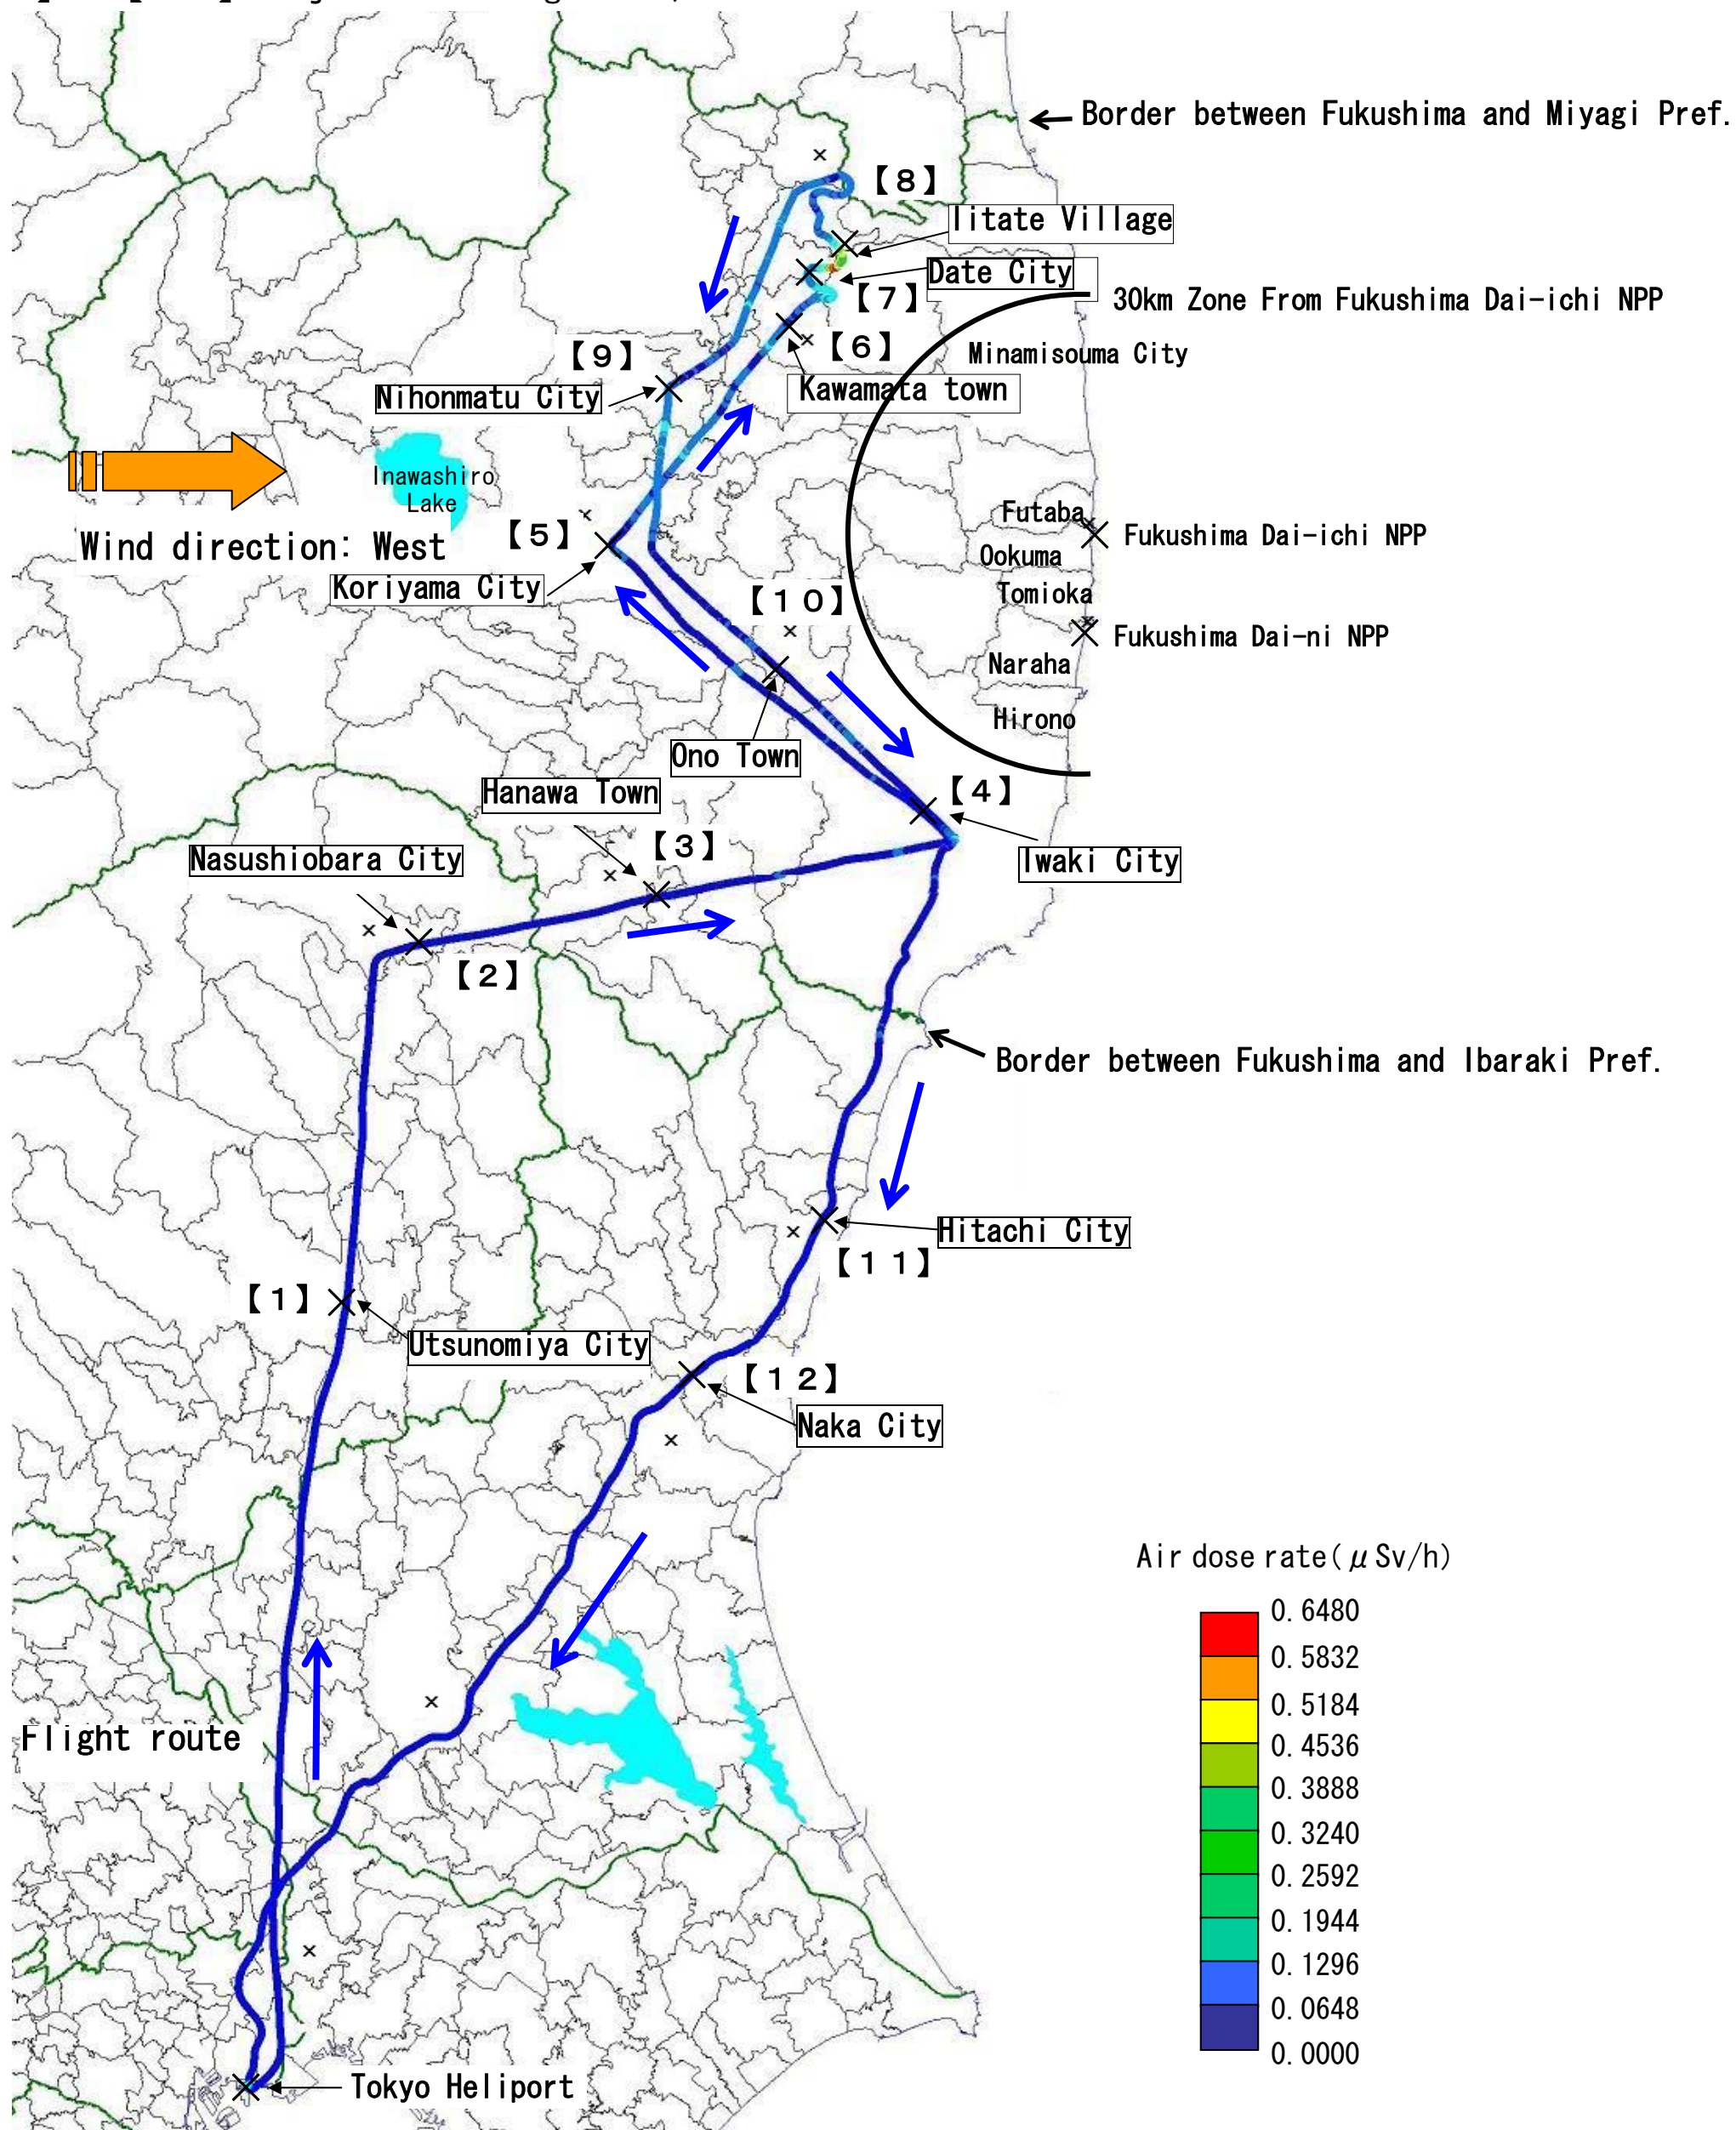 Border between Fukushima and Miyagi Pref.
【8】
Iitate Village
Date City
【7】
30km Zone From Fukushima Dai-ichi NPP
【6】
Minamisouma City
【9】
Nihonmatu City
Kawamata town
Inawashiro
Lake
Wind direction: West
【5】
Koriyama City
Futaba
Fukushima Dai-ichi NPP
Ookuma
Tomioka
【10】
Fukushima Dai-ni NPP
Naraha
Hirono
Ono Town
Hanawa Town
【4】
【3】
Nasushiobara City
Iwaki City
【2】
Border between Fukushima and Ibaraki Pref.
Hitachi City
【11】
【1】
Utsunomiya City
【12】
Naka City
Air dose rate(μSv/h)
0.6480
0.5832
0.5184
0.4536
0.3888
0.3240
0.2592
0.1944
0.1296
0.0648
0.0000
Flight route
Tokyo Heliport